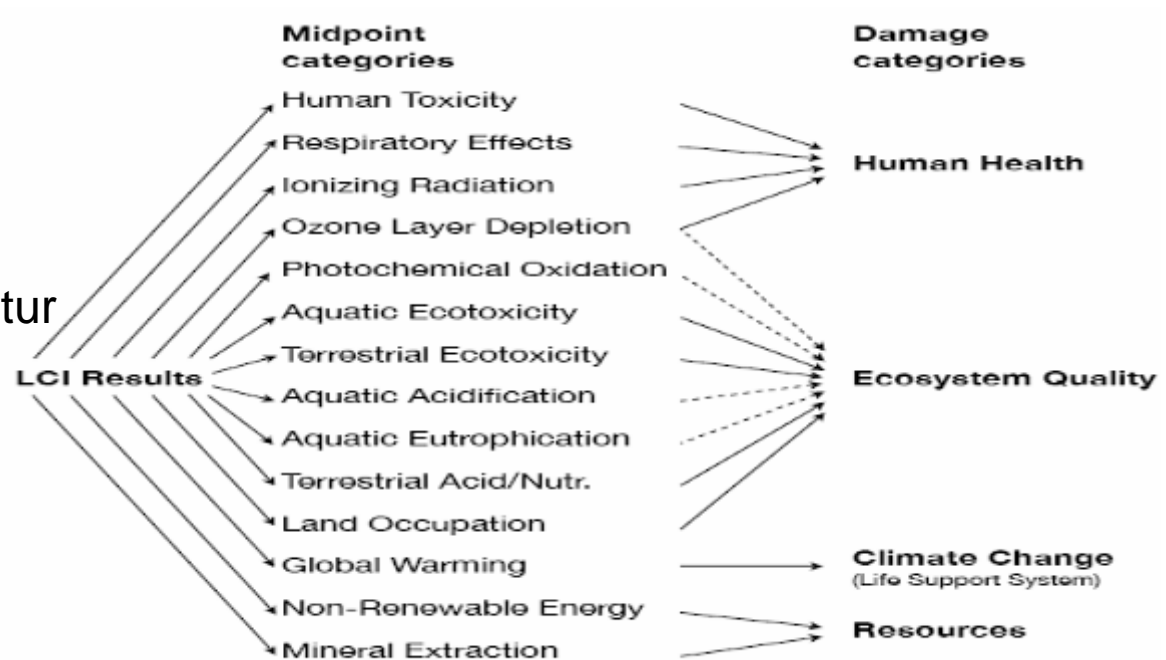 Midpoint
categories
Damage
categories
Human Toxicity
Respiratory Effects
Human Health
Ionizing Radiation
Ozone Layer Depletion
Photochemical Oxidation
tur
Aquatic Ecotoxicity
Terrestrial Ecotoxicity
LCI Results
Ecosystem Quality
Aquatic Acidification
Aquatic Eutrophication
Terrestrial Acid/Nutr.
Land Occupation
Global Warming
Climate Change
(Life Support System)
Non-Renewable Energy
Resources
Mineral Extraction